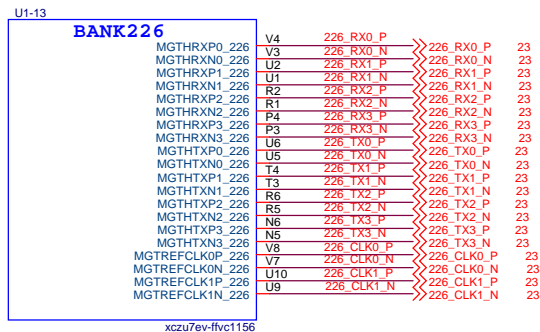 U1-13
BANK226
MGTHRXP0_226 V4 226_RX0_P 226_RX0_P 23
MGTHRXN0_226 V3 226_RX0_N 226_RX0_N 23
MGTHRXP1_226 U2 226_RX1_P 226_RX1_P 23
MGTHRXN1_226 U1 226_RX1_N 226_RX1_N 23
MGTHRXP2_226 R2 226_RX2_P 226_RX2_P 23
MGTHRXN2_226 R1 226_RX2_N 226_RX2_N 23
MGTHRXP3_226 P4 226_RX3_P 226_RX3_P 23
MGTHRXN3_226 P3 226_RX3_N 226_RX3_N 23
MGTHTXP0_226 U6 226_TX0_P 226_TX0_P 23
MGTHTXN0_226 U5 226_TX0_N 226_TX0_N 23
MGTHTXP1_226 T4 226_TX1_P 226_TX1_P 23
MGTHTXN1_226 T3 226_TX1_N 226_TX1_N 23
MGTHTXP2_226 R6 226_TX2_P 226_TX2_P 23
MGTHTXN2_226 R5 226_TX2_N 226_TX2_N 23
MGTHTXP3_226 N6 226_TX3_P 226_TX3_P 23
MGTHTXN3_226 N5 226_TX3_N 226_TX3_N 23
MGTREFCLK0P_226 V8 226_CLK0_P 226_CLK0_P 23
MGTREFCLK0N_226 V7 226_CLK0_N 226_CLK0_N 23
MGTREFCLK1P_226 U10 226_CLK1_P 226_CLK1_P 23
MGTREFCLK1N_226 U9 226_CLK1_N 226_CLK1_N 23
xczu7ev-ffvc1156